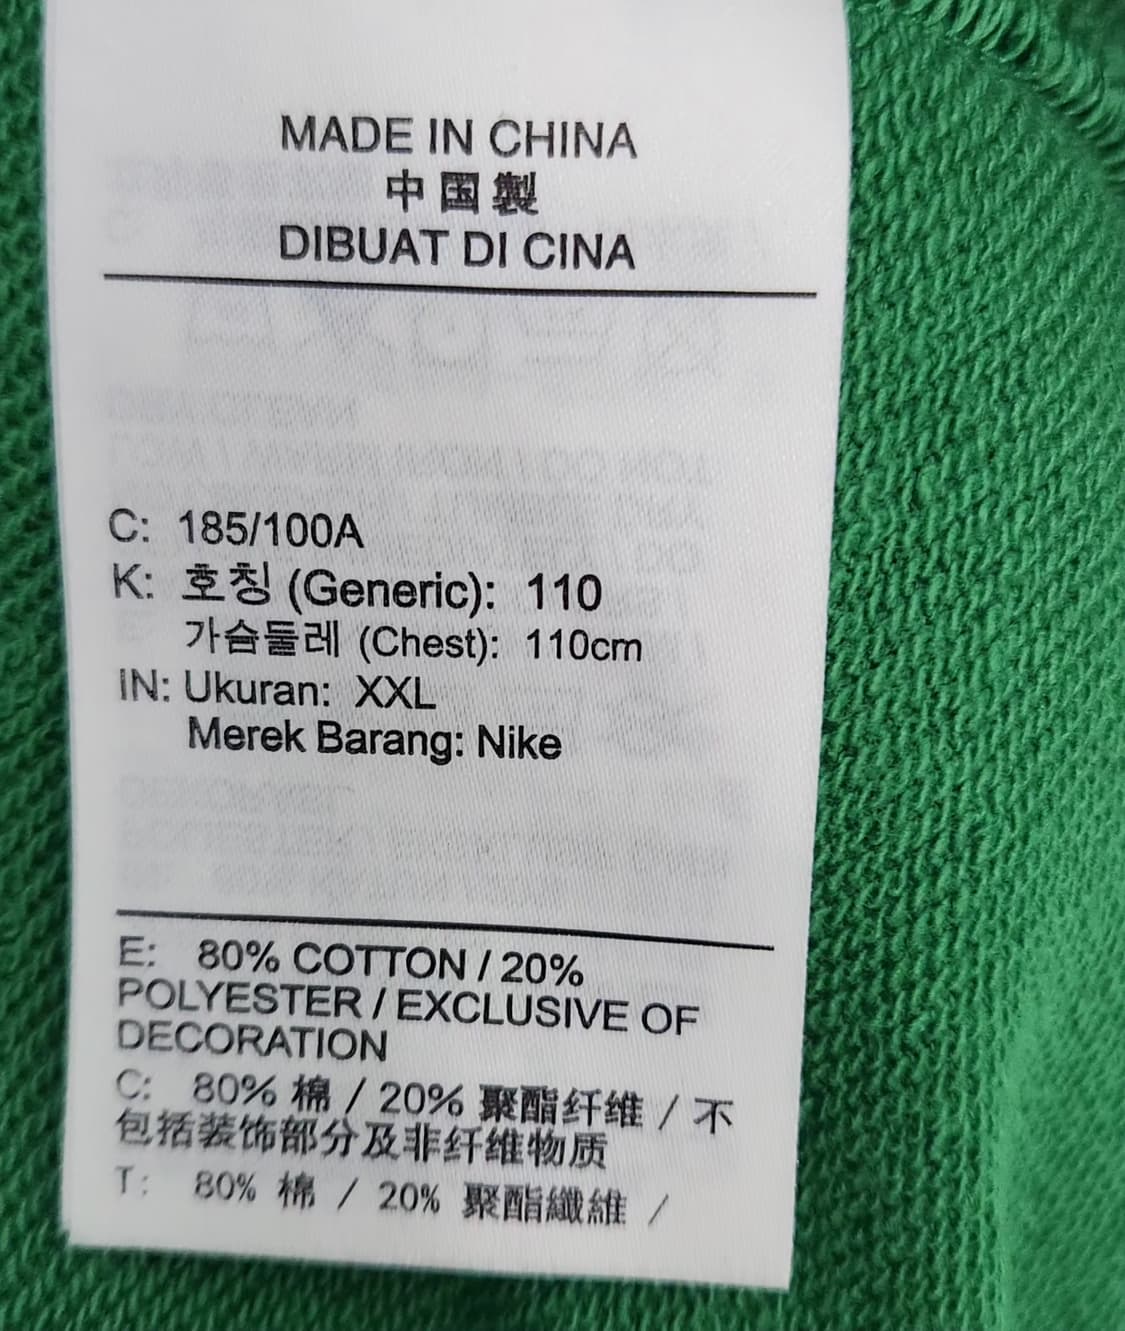 MADE IN CHINA
中国製
DIBUAT DI CINA
C: 185/100A
K: 호칭 (Generic): 110
가슴둘레 (Chest): 110cm
IN: Ukuran: XXL
Merek Barang: Nike
E: 80% COTTON / 20%
POLYESTER / EXCLUSIVE OF
DECORATION
C: 80% 棉 / 20% 聚酯纤维 / 不
包括装饰部分及非纤维物质
T: 80% 棉 / 20% 聚酯纖維 /